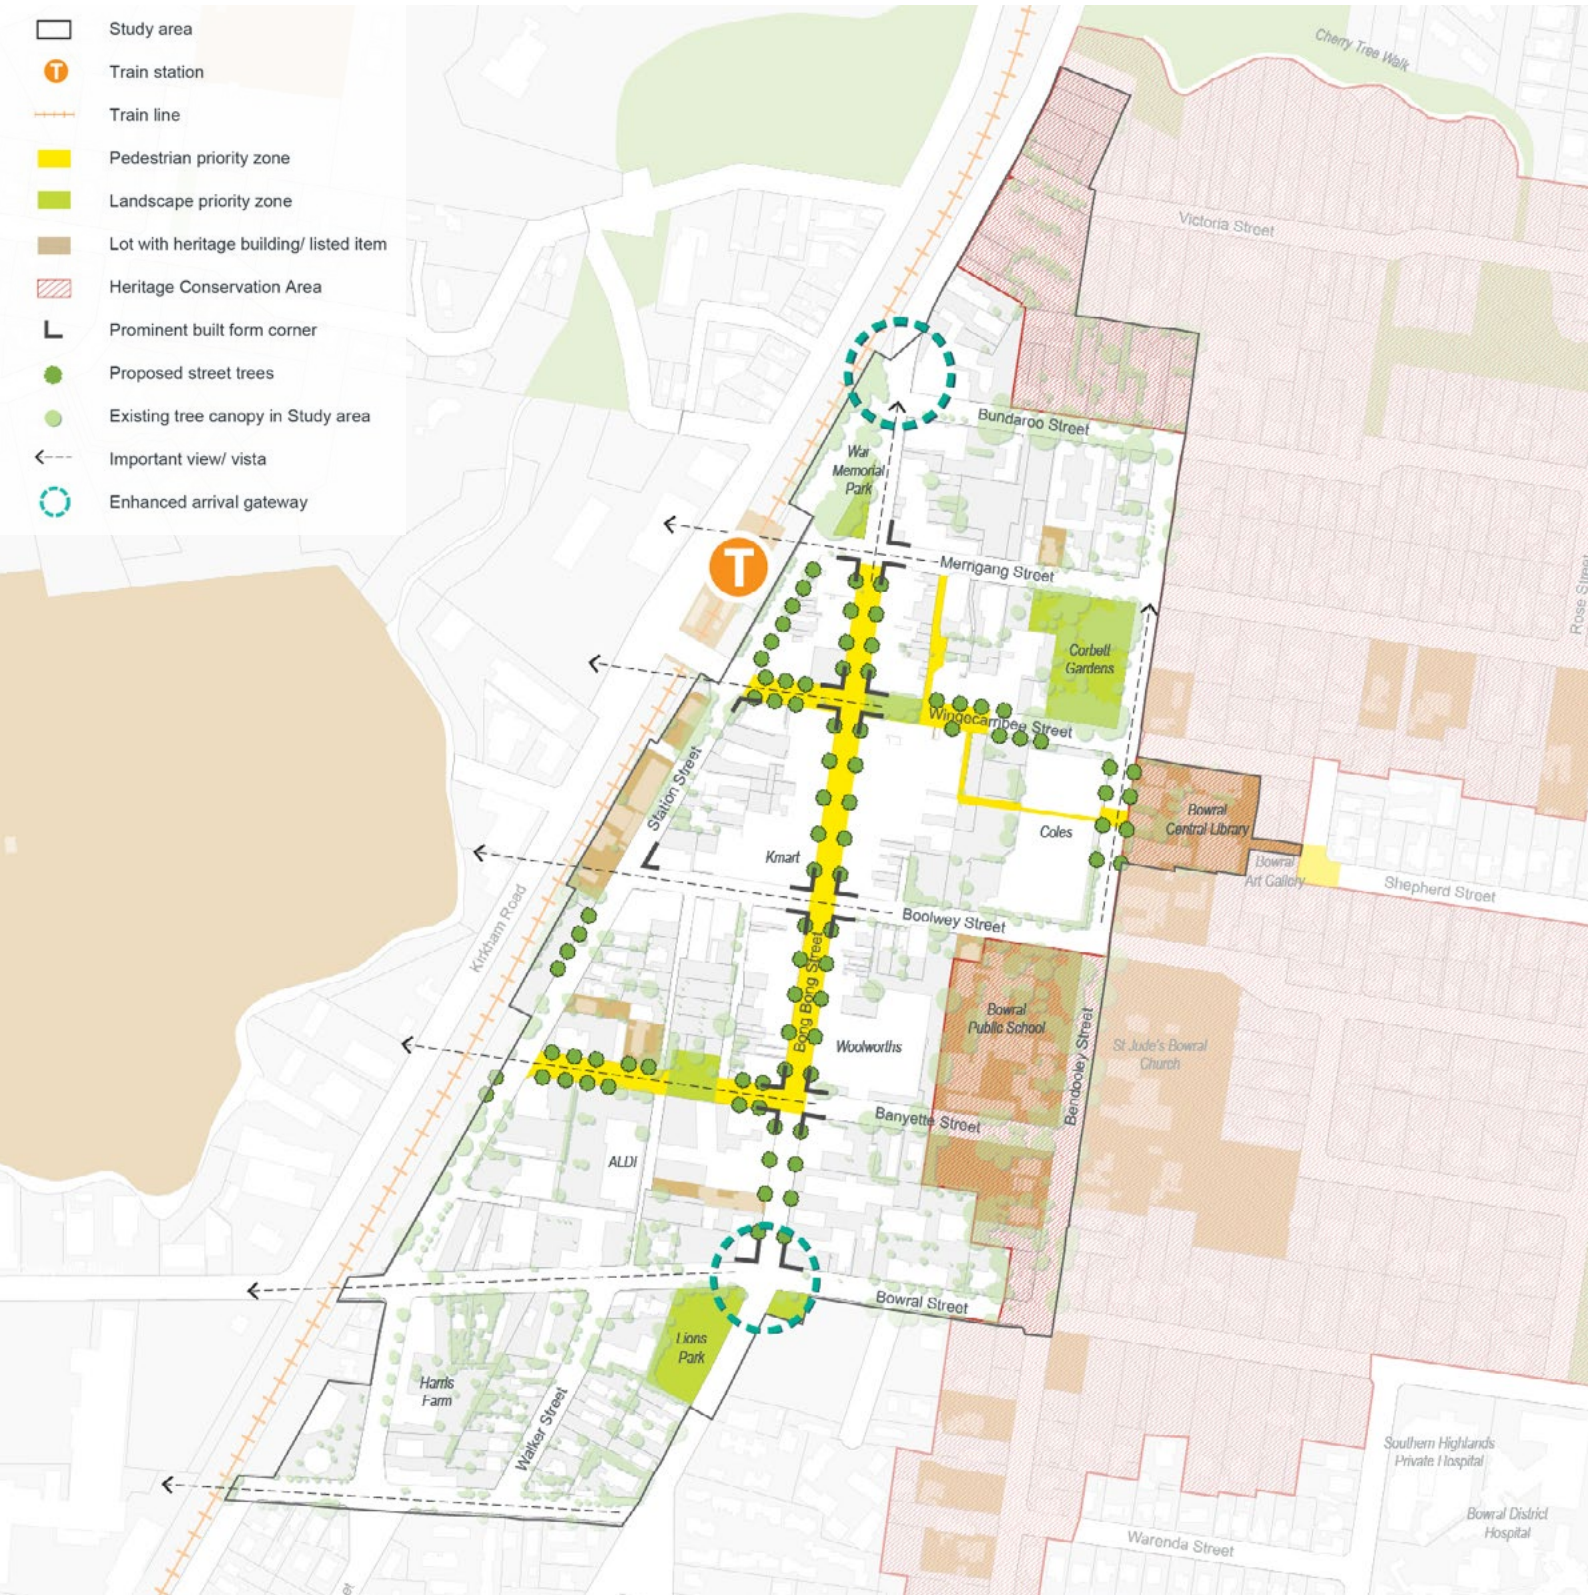 Study area
T
Train station
Train line
Pedestrian priority zone
Landscape priority zone
Lot with heritage building/ listed item
Heritage Conservation Area
Prominent built form corner
Proposed street trees
Existing tree canopy in Study area
Important view/ vista
Enhanced arrival gateway
Cherry Tree Walk
Victoria Street
Bundaroo Street
War
Memorial
Park
T
Merrigang Street
Rose Street
Corbett
Gardens
Wingecarribee Street
Station Street
Bowral
Central Library
Coles
Kmart
Bowral
Art Gallery
Shepherd Street
Boolwey Street
Kirkham Road
Bong Bong Street
Bowral
Public School
Woolworths
Bendooley Street
St Jude's Bowral
Church
Banyette Street
ALDI
Bowral Street
Lions
Park
Harris
Farm
Walker Street
Southern Highlands
Private Hospital
Bowral District
Hospital
Warenda Street
et